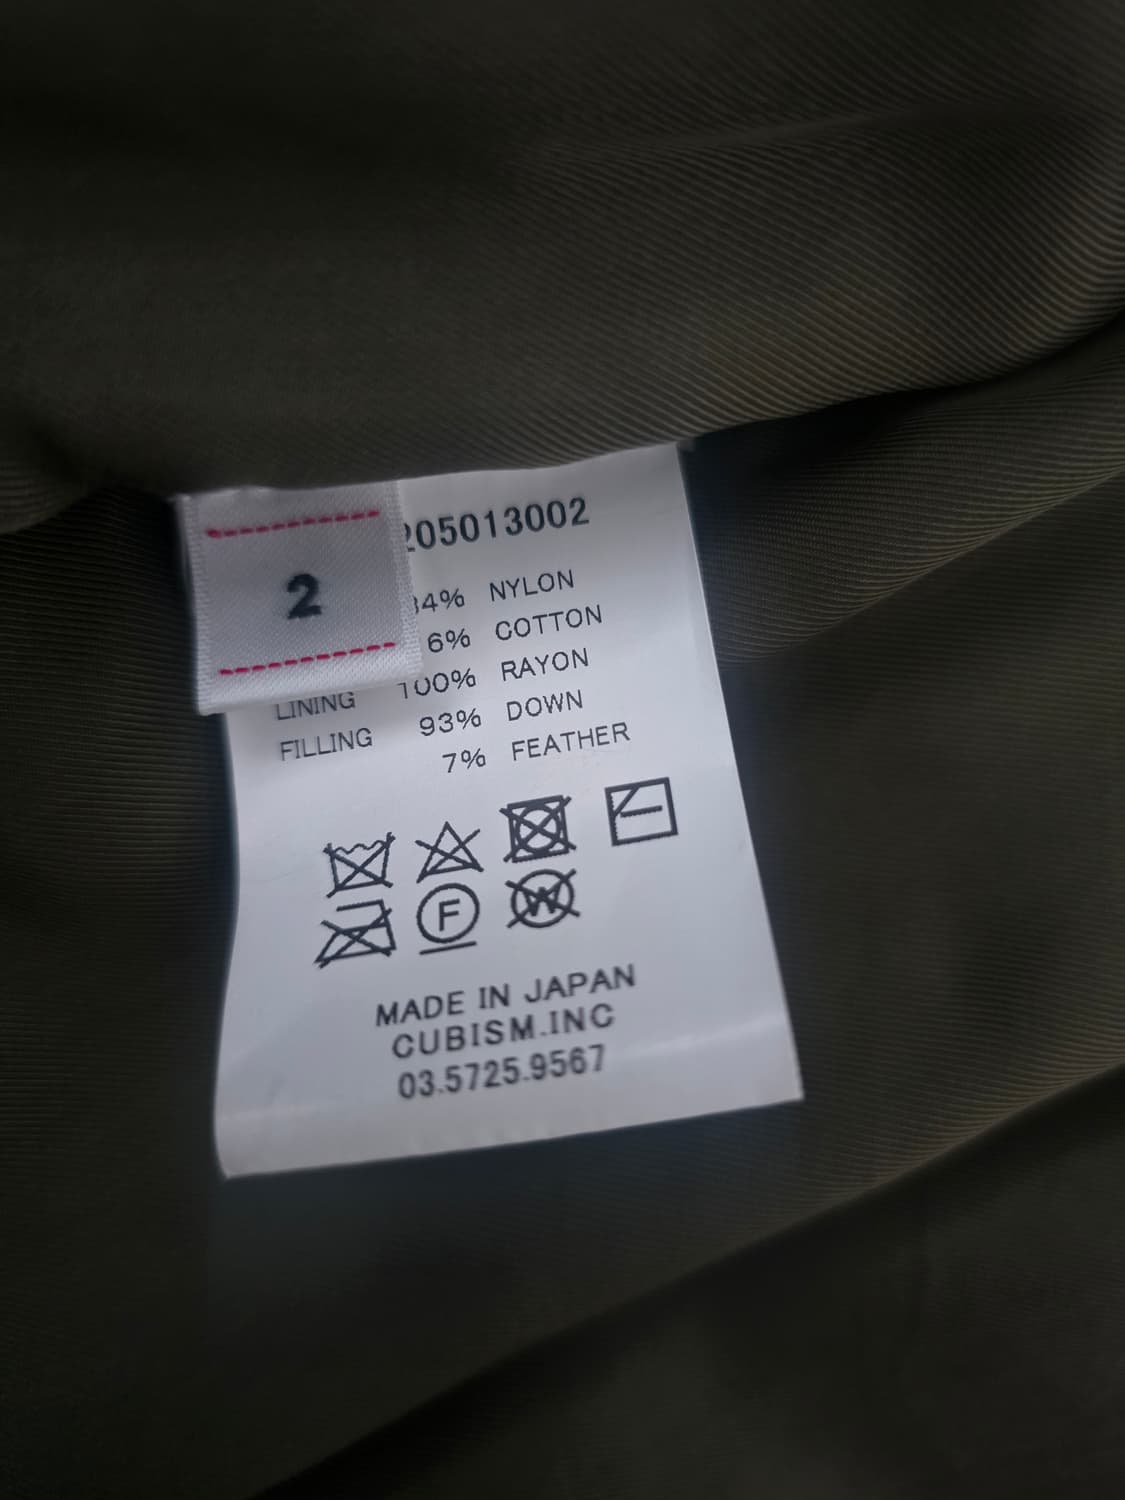 2
205013002
4% NYLON
6% COTTON
LINING 100% RAYON
FILLING 93% DOWN
7% FEATHER
F
W
MADE IN JAPAN
CUBISM.INC
03.5725.9567